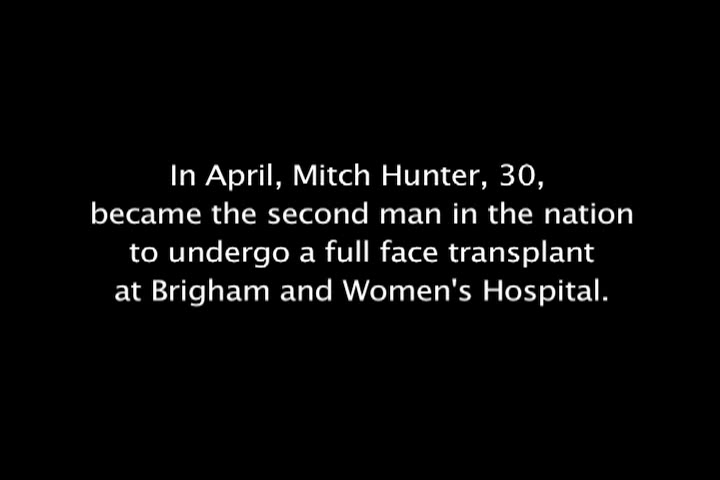 In April, Mitch Hunter, 30,
became the second man in the nation
to undergo a full face transplant
at Brigham and Women's Hospital.